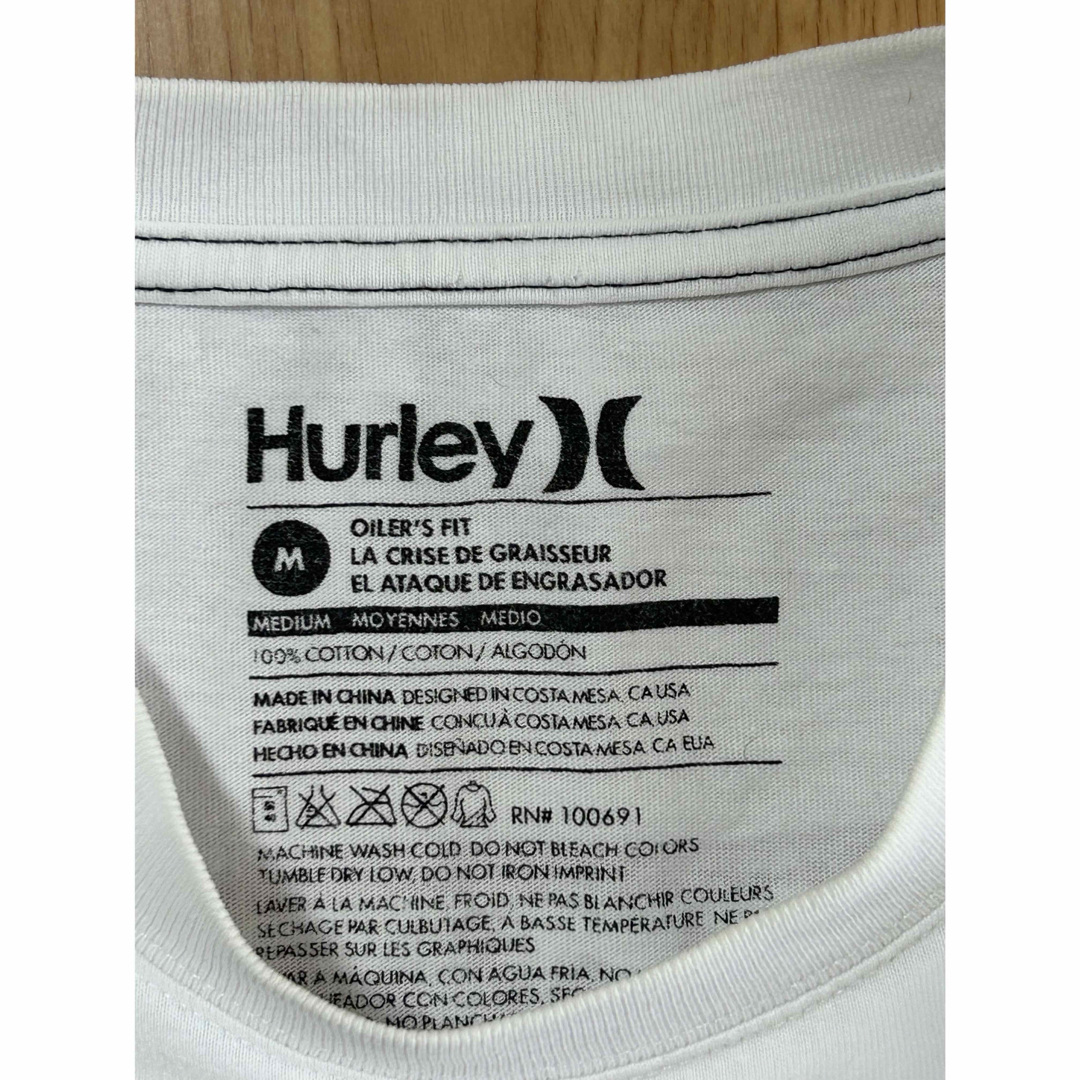 Hurley
M
OILER'S FIT
LA CRISE DE GRAISSEUR
EL ATAQUE DE ENGRASADOR
MEDIUM MOYENNES MEDIO
100% COTTON / COTON / ALGODÓN
MADE IN CHINA DESIGNED IN COSTA MESA, CA USA
FABRIQUÉ EN CHINE CONCU À COSTA MESA CA USA
HECHO EN CHINA DISEÑADO EN COSTA MESA CA EUA
RN# 100691
MACHINE WASH COLD DO NOT BLEACH COLORS
TUMBLE DRY LOW, DO NOT IRON IMPRINT
LAVER À LA MACHINE, FROID, NE PAS BLANCHIR COULEURS
SECHAGE PAR CULBUTAGE, A BASSE TEMPÉRATURE NE
REPASSER SUR LES GRAPHIQUES
A MÁQUINA, CON AGUA FRÍA, NO
CON COLORES,
NO